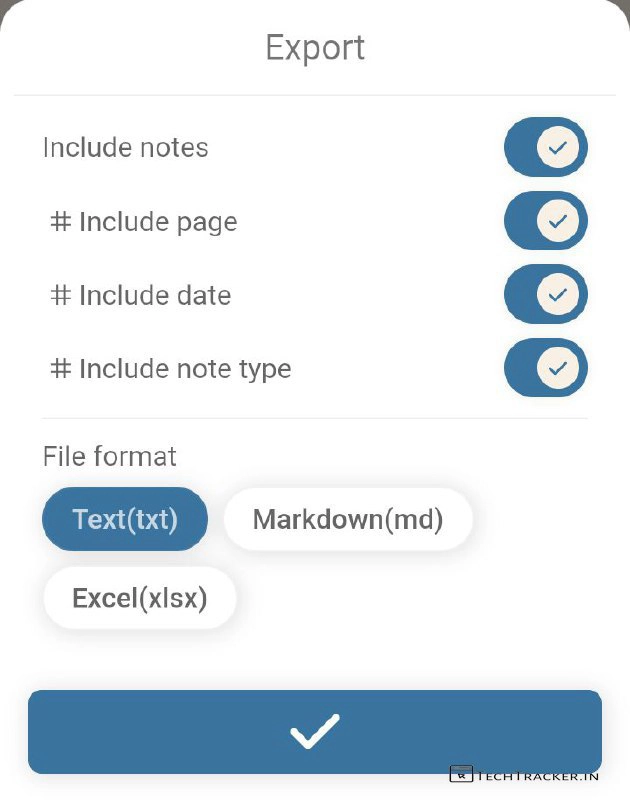 Export
Include notes
# Include page
# Include date
# Include note type
File format
Text(txt) Markdown(md)
Excel(xlsx)
TECHTRACKER.IN